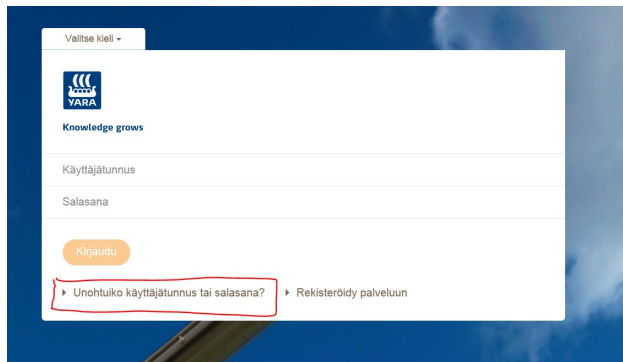 Valitse kieli
YARA
Knowledge grows
Käyttäjätunnus
Salasana
Kirjaudu
Unohtuiko käyttäjätunnus tai salasana? Rekisteröidy palveluun